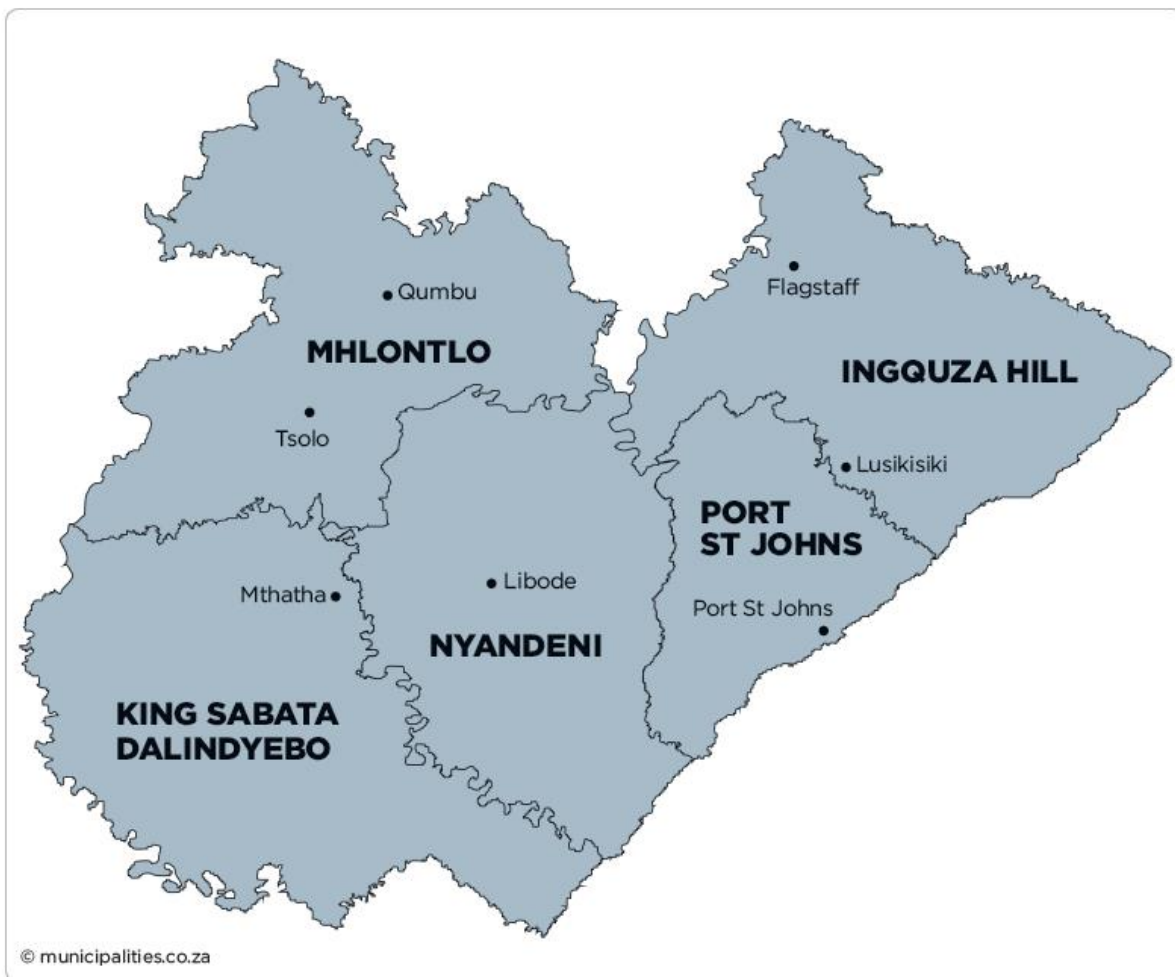 Qumbu
Flagstaff
MHLONTLO
INGQUZA HILL
Tsolo
Lusikisiki
PORT
ST JOHNS
Libode
Mthatha
Port St Johns
NYANDENI
KING SABATA
DALINDYEBO
© municipalities.co.za